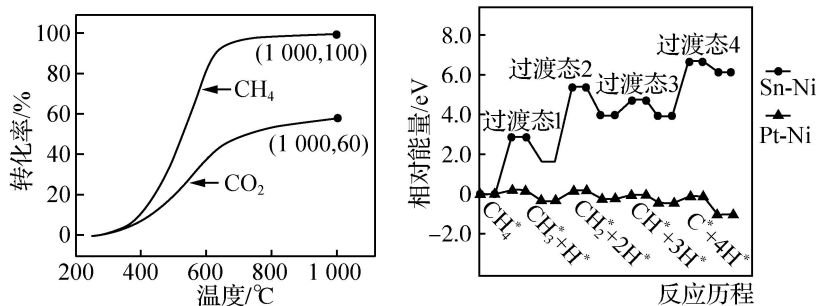 100
80
60
40
20
0
转化率/%
(1 000,100)
CH4
(1 000,60)
CO2
200 400 600 800 1 000
温度/℃
8.0
6.0
4.0
2.0
0
−2.0
相对能量/eV
过渡态1
过渡态2
过渡态3
过渡态4
Sn-Ni
Pt-Ni
CH4*
CH3*+H*
CH2*+2H*
CH*+3H*
C*+4H*
反应历程